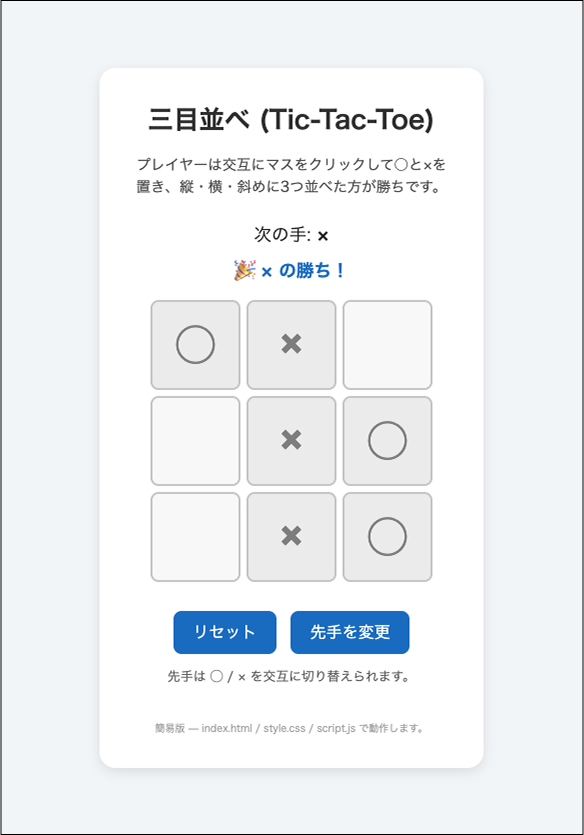 三目並べ (Tic-Tac-Toe)
プレイヤーは交互にマスをクリックして○と×を
置き、縦・横・斜めに3つ並べた方が勝ちです。
次の手: ×
🎉 × の勝ち！
○ ×
× ○
× ○
リセット 先手を変更
先手は ○ / × を交互に切り替えられます。
簡易版 — index.html / style.css / script.js で動作します。